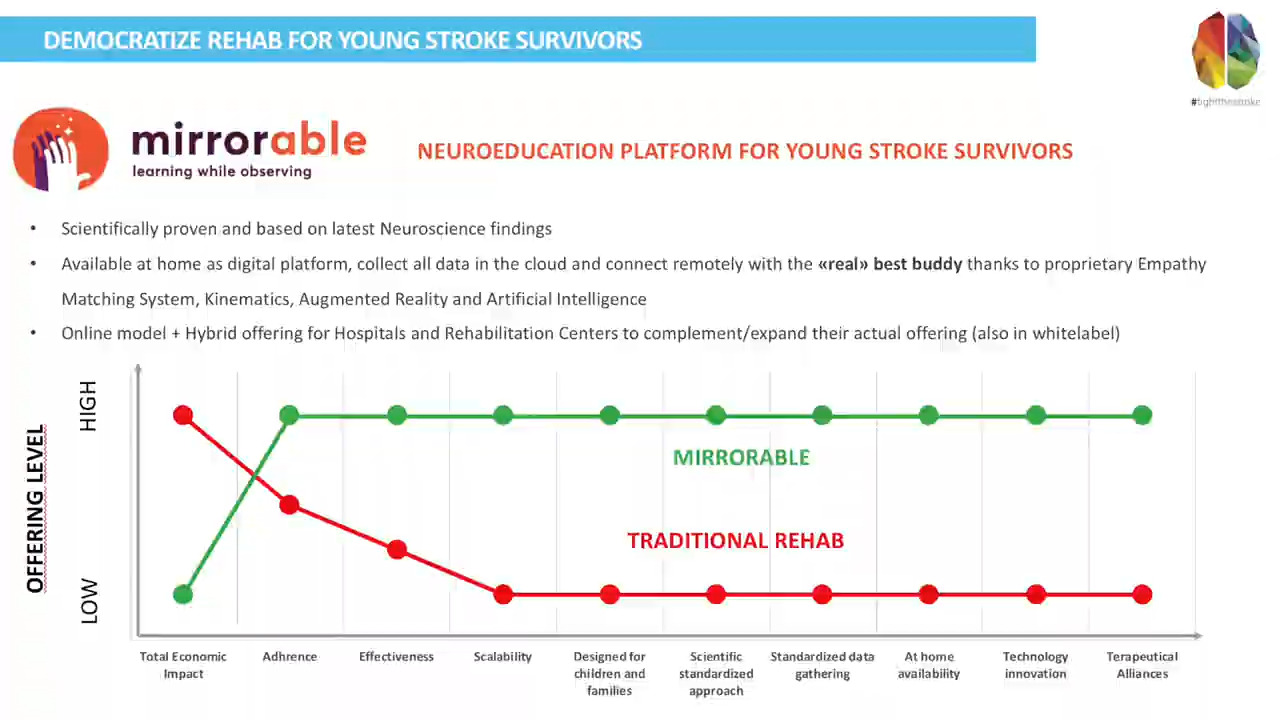 DEMOCRATIZE REHAB FOR YOUNG STROKE SURVIVORS
#fightthestroke
mirrorable
learning while observing
NEUROEDUCATION PLATFORM FOR YOUNG STROKE SURVIVORS
• Scientifically proven and based on latest Neuroscience findings
• Available at home as digital platform, collect all data in the cloud and connect remotely with the «real» best buddy thanks to proprietary Empathy
Matching System, Kinematics, Augmented Reality and Artificial Intelligence
• Online model + Hybrid offering for Hospitals and Rehabilitation Centers to complement/expand their actual offering (also in whitelabel)
OFFERING LEVEL
HIGH
LOW
MIRRORABLE
TRADITIONAL REHAB
Total Economic
Impact
Adhrence
Effectiveness
Scalability
Designed for
children and
families
Scientific
standardized
approach
Standardized data
gathering
At home
availability
Technology
innovation
Terapeutical
Alliances